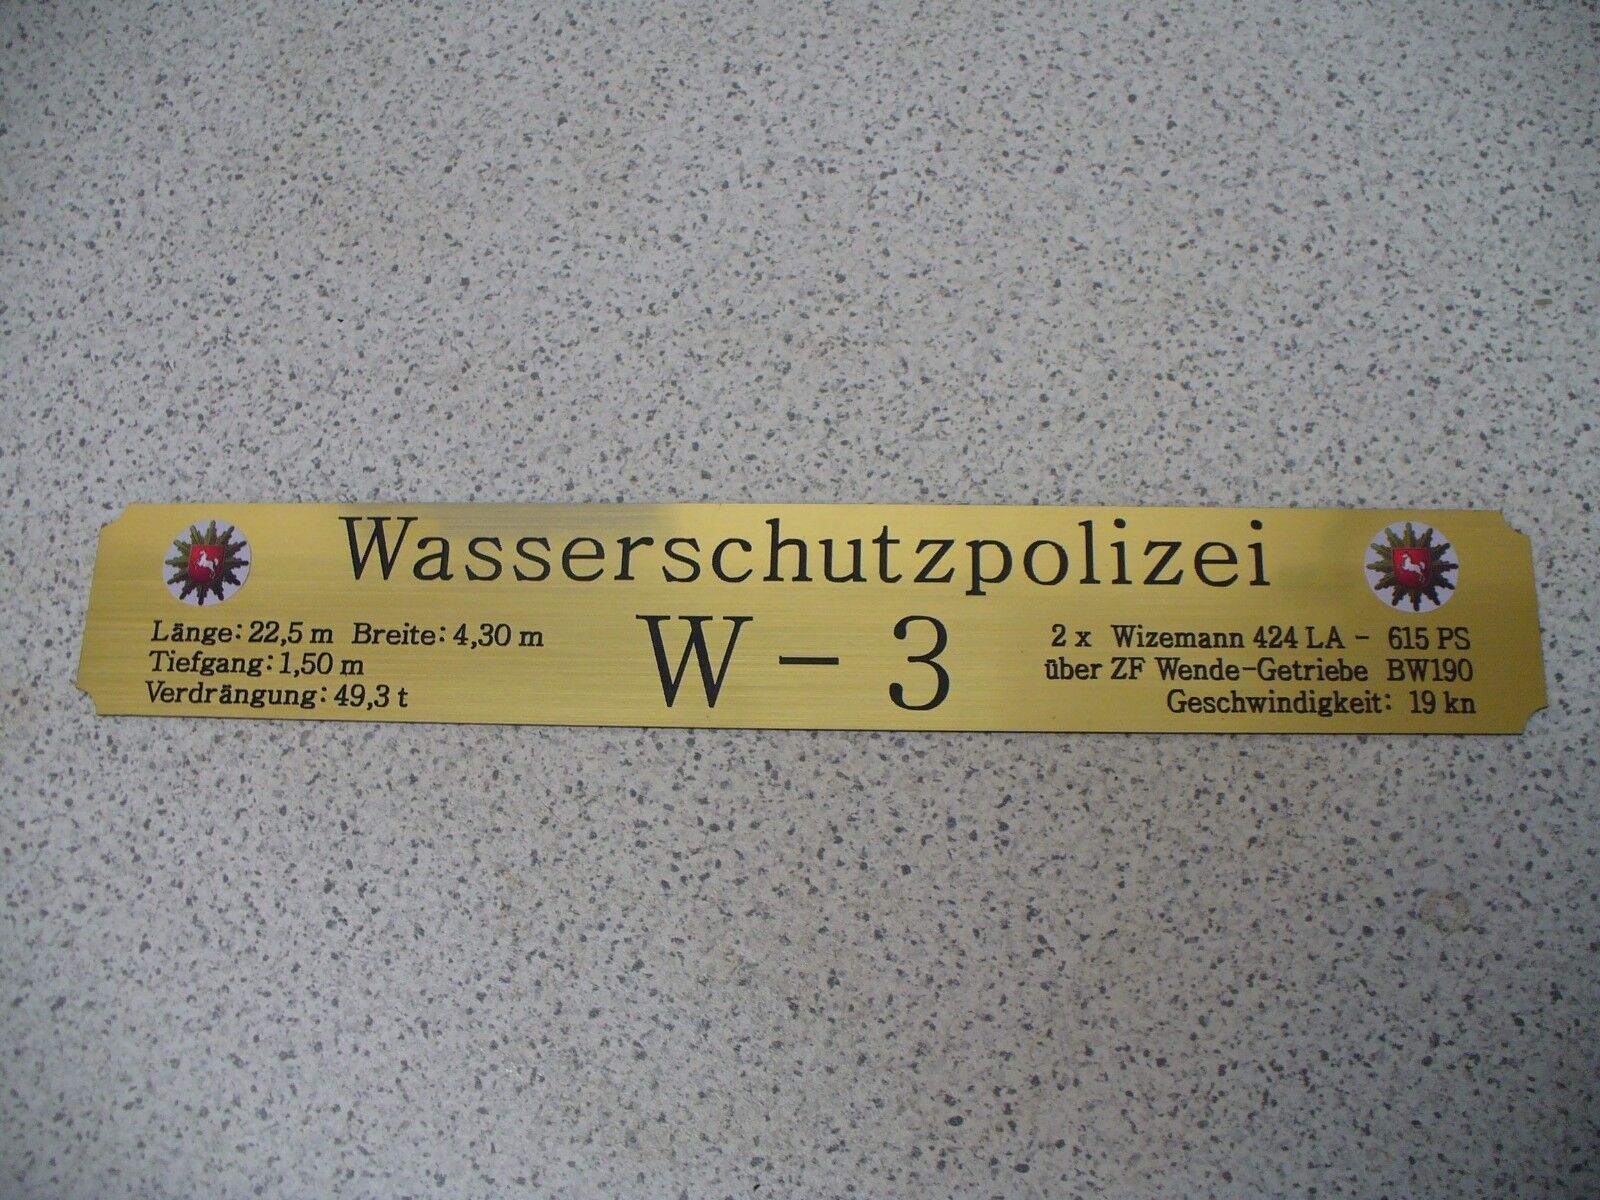 Wasserschutzpolizei
W – 3
Länge: 22,5 m Breite: 4,30 m
Tiefgang: 1,50 m
Verdrängung: 49,3 t
2 x Wizemann 424 LA – 615 PS
über ZF Wende-Getriebe BW190
Geschwindigkeit: 19 kn